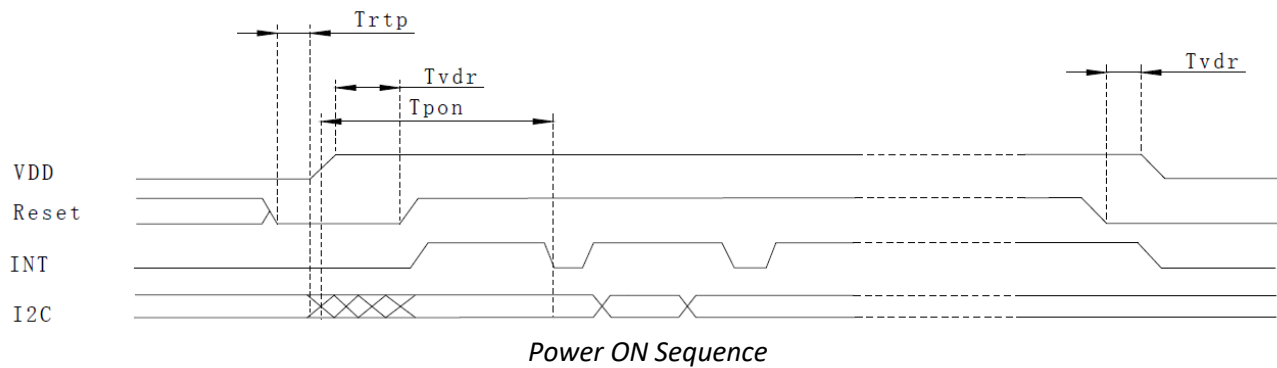 Trtp
Tvdr
Tvdr
Tpon
VDD
Reset
INT
I2C
Power ON Sequence